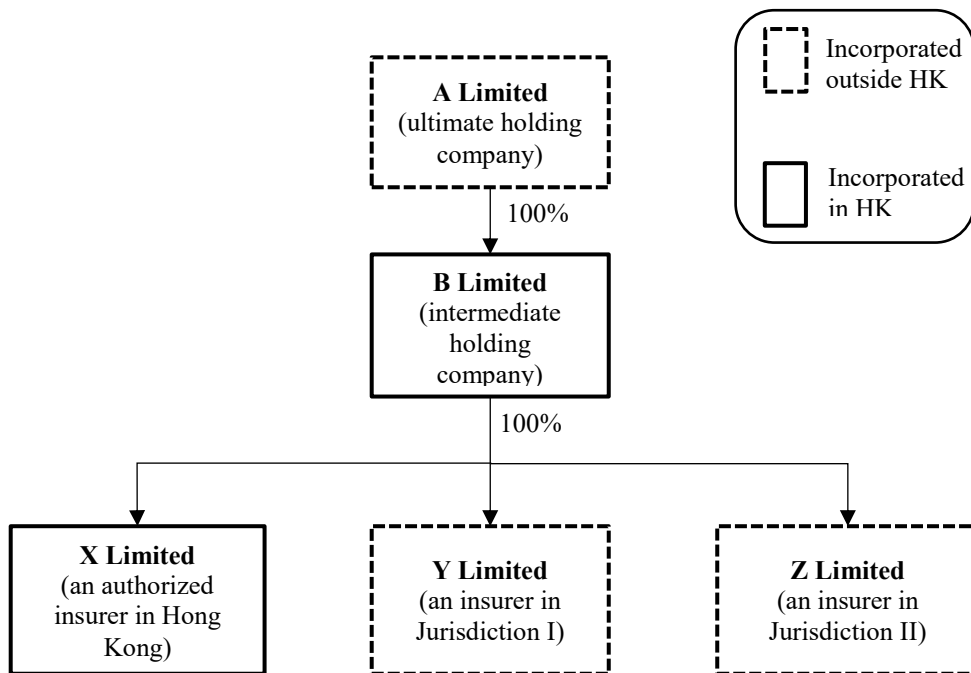 Incorporated
outside HK
Incorporated
in HK
A Limited
(ultimate holding
company)
100%
B Limited
(intermediate
holding
company)
100%
X Limited
(an authorized
insurer in Hong
Kong)
Y Limited
(an insurer in
Jurisdiction I)
Z Limited
(an insurer in
Jurisdiction II)